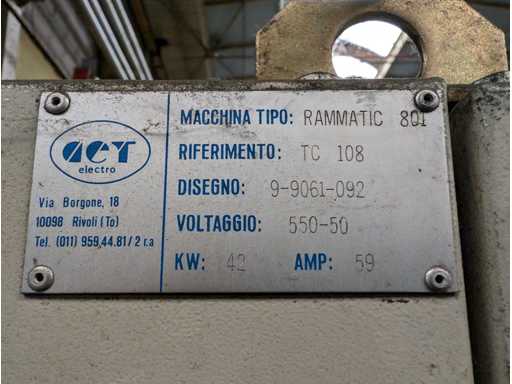 ACT
electro
Via Borgone, 18
10098 Rivoli (To)
Tel. (011) 959.44.81/2 r.a
MACCHINA TIPO: RAMMATIC 801
RIFERIMENTO: TC 108
DISEGNO: 9-9061-092
VOLTAGGIO: 550-50
KW: 42 AMP: 59